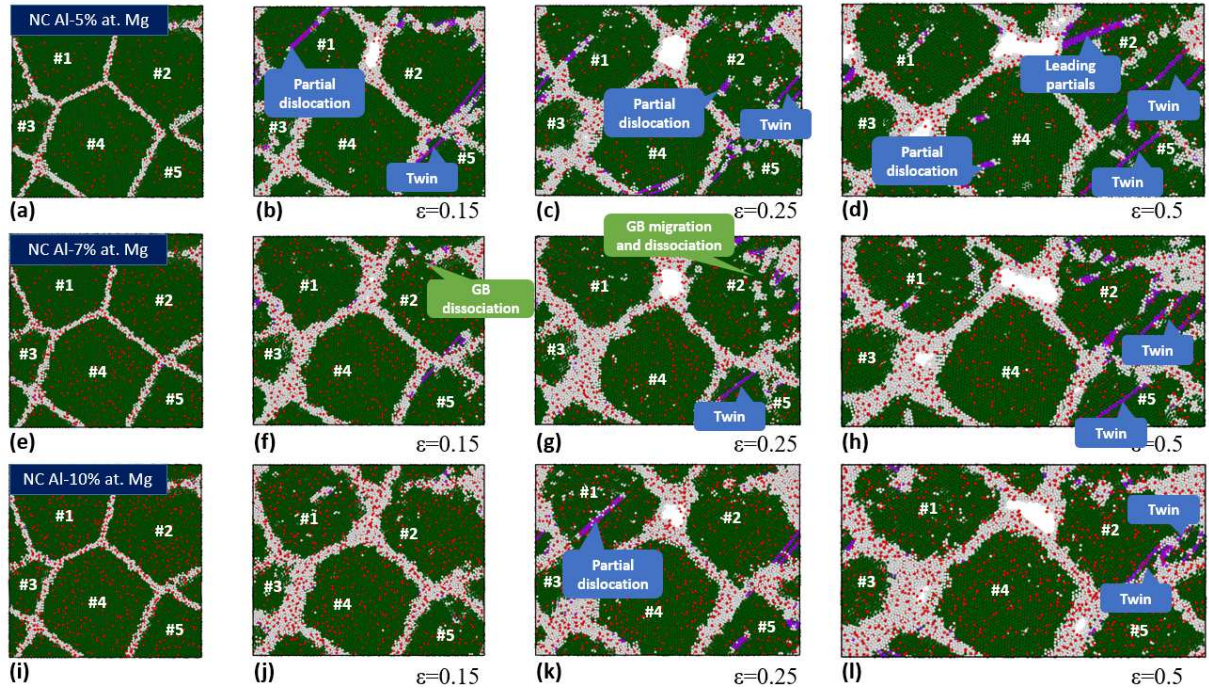 NC Al-5% at. Mg
#1
#2
#3
#4
#5
(a)
#1
#2
#3
#4
#5
Partial
dislocation
Twin
(b)
ε=0.15
#1
#2
#3
#4
#5
Partial
dislocation
Twin
(c)
ε=0.25
#1
#2
#3
#4
#5
Leading
partials
Twin
Partial
dislocation
Twin
(d)
ε=0.5
NC Al-7% at. Mg
#1
#2
#3
#4
#5
(e)
#1
#2
#3
#4
#5
GB
dissociation
(f)
ε=0.15
GB migration
and dissociation
#1
#2
#3
#4
#5
Twin
(g)
ε=0.25
#1
#2
#3
#4
#5
Twin
Twin
(h)
ε=0.5
NC Al-10% at. Mg
#1
#2
#3
#4
#5
(i)
#1
#2
#3
#4
#5
(j)
ε=0.15
#1
#2
#3
#4
#5
Partial
dislocation
(k)
ε=0.25
#1
#2
#3
#4
#5
Twin
Twin
(l)
ε=0.5